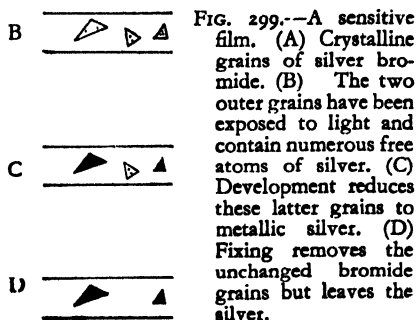 B
C
D
FIG. 299.--A sensitive
film. (A) Crystalline
grains of silver bro-
mide. (B) The two
outer grains have been
exposed to light and
contain numerous free
atoms of silver. (C)
Development reduces
these latter grains to
metallic silver. (D)
Fixing removes the
unchanged bromide
grains but leaves the
silver.